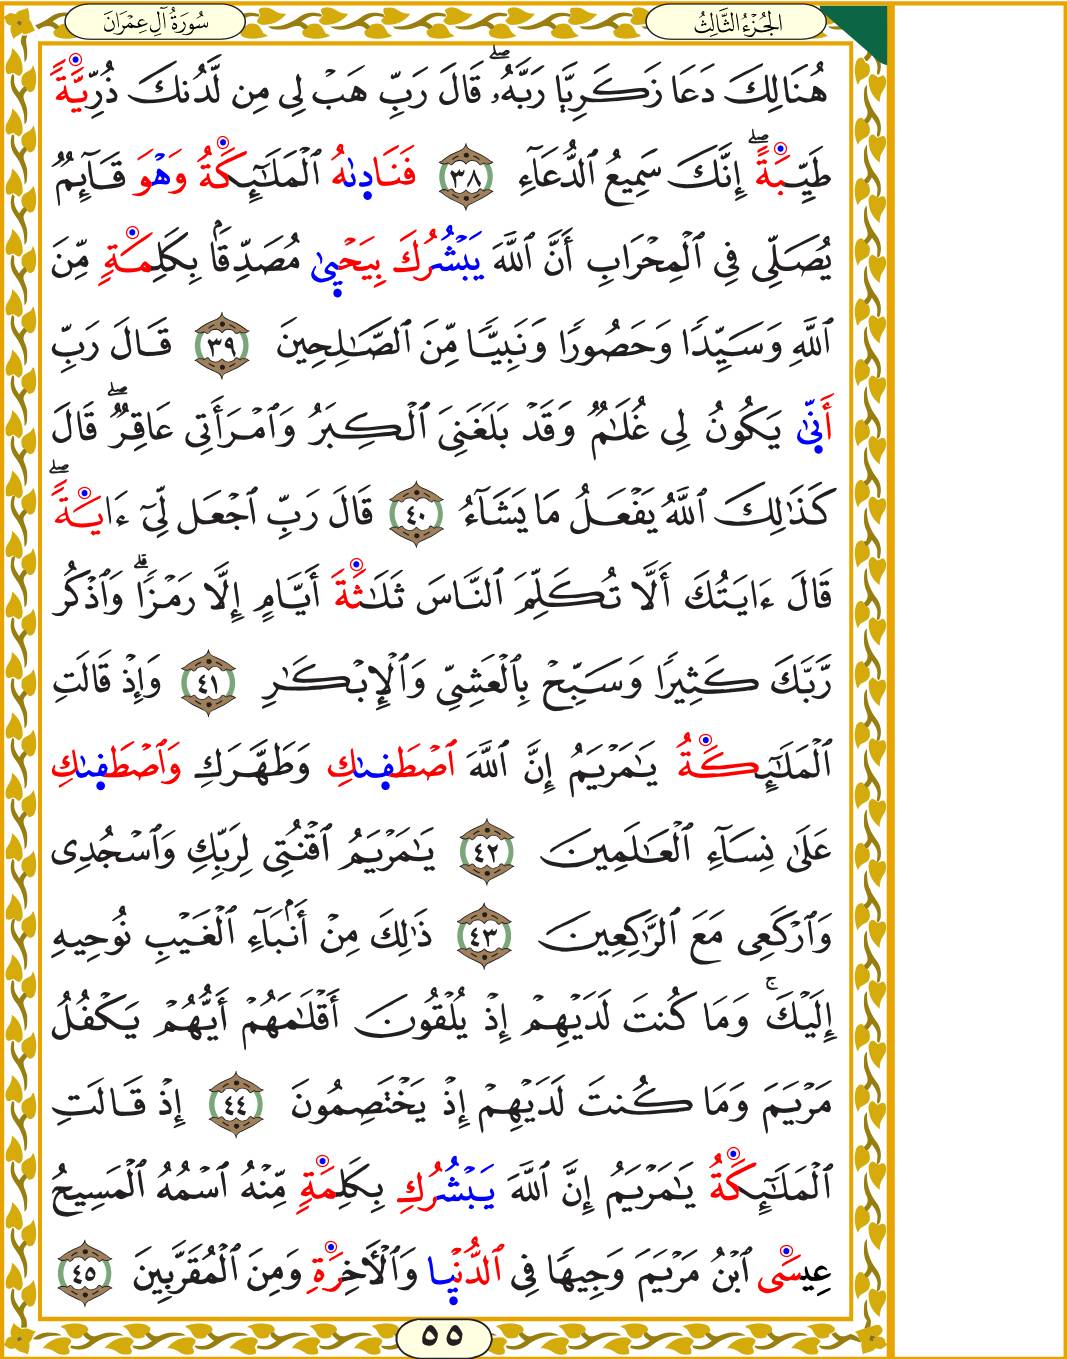 سُورَةُ آلِ عِمْرَانَ
الجُزْءُ الثَّالِثُ
هُنَالِكَ دَعَا زَكَرِيَّا رَبَّهُۥۖ قَالَ رَبِّ هَبْ لِى مِن لَّدُنكَ ذُرِّيَّةً
طَيِّبَةًۖ إِنَّكَ سَمِيعُ ٱلدُّعَآءِ ٣٨ فَنَادِىٰهُ ٱلْمَلَـٰٓئِكَةُ وَهْوَ قَآئِمٌ
يُصَلِّى فِى ٱلْمِحْرَابِ أَنَّ ٱللَّهَ يَبْشُرُكَ بِيَحْيِىٰ مُصَدِّقًۢا بِكَلِمَةٍ مِّنَ
ٱللَّهِ وَسَيِّدًا وَحَصُورًا وَنَبِيًّا مِّنَ ٱلصَّـٰلِحِينَ ٣٩ قَالَ رَبِّ
أَنِّىٰ يَكُونُ لِى غُلَـٰمٌ وَقَدْ بَلَغَنِىَ ٱلْكِبَرُ وَٱمْرَأَتِى عَاقِرٌۖ قَالَ
كَذَٰلِكَ ٱللَّهُ يَفْعَلُ مَا يَشَآءُ ٤٠ قَالَ رَبِّ ٱجْعَل لِّىٓ ءَايَةًۖ
قَالَ ءَايَتُكَ أَلَّا تُكَلِّمَ ٱلنَّاسَ ثَلَـٰثَةَ أَيَّامٍ إِلَّا رَمْزًاۗ وَٱذْكُر
رَّبَّكَ كَثِيرًا وَسَبِّحْ بِٱلْعَشِىِّ وَٱلْإِبْكَـٰرِ ٤١ وَإِذْ قَالَتِ
ٱلْمَلَـٰٓئِكَةُ يَـٰمَرْيَمُ إِنَّ ٱللَّهَ ٱصْطَفِىٰكِ وَطَهَّرَكِ وَٱصْطَفِىٰكِ
عَلَىٰ نِسَآءِ ٱلْعَـٰلَمِينَ ٤٢ يَـٰمَرْيَمُ ٱقْنُتِى لِرَبِّكِ وَٱسْجُدِى
وَٱرْكَعِى مَعَ ٱلرَّٰكِعِينَ ٤٣ ذَٰلِكَ مِنْ أَنۢبَآءِ ٱلْغَيْبِ نُوحِيهِ
إِلَيْكَۚ وَمَا كُنتَ لَدَيْهِمْ إِذْ يُلْقُونَ أَقْلَـٰمَهُمْ أَيُّهُمْ يَكْفُلُ
مَرْيَمَ وَمَا كُنتَ لَدَيْهِمْ إِذْ يَخْتَصِمُونَ ٤٤ إِذْ قَالَتِ
ٱلْمَلَـٰٓئِكَةُ يَـٰمَرْيَمُ إِنَّ ٱللَّهَ يَبْشُرُكِ بِكَلِمَةٍ مِّنْهُ ٱسْمُهُ ٱلْمَسِيحُ
عِيسَى ٱبْنُ مَرْيَمَ وَجِيهًا فِى ٱلدُّنْيِا وَٱلْأَخِرَةِ وَمِنَ ٱلْمُقَرَّبِينَ ٤٥
٥٥